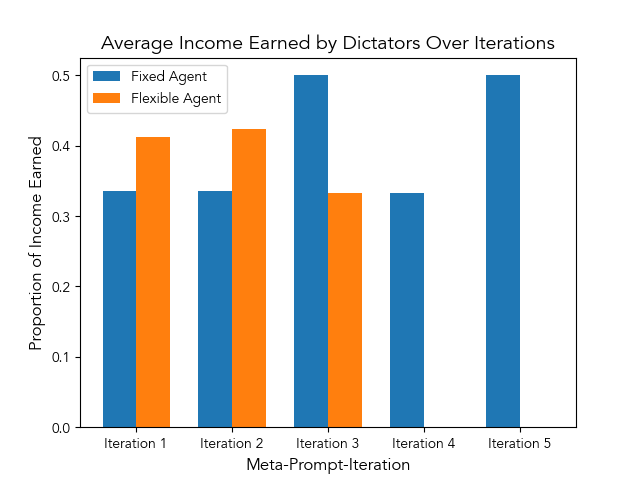 Average Income Earned by Dictators Over Iterations
Fixed Agent
Flexible Agent
Proportion of Income Earned
0.5
0.4
0.3
0.2
0.1
0.0
Iteration 1
Iteration 2
Iteration 3
Iteration 4
Iteration 5
Meta-Prompt-Iteration